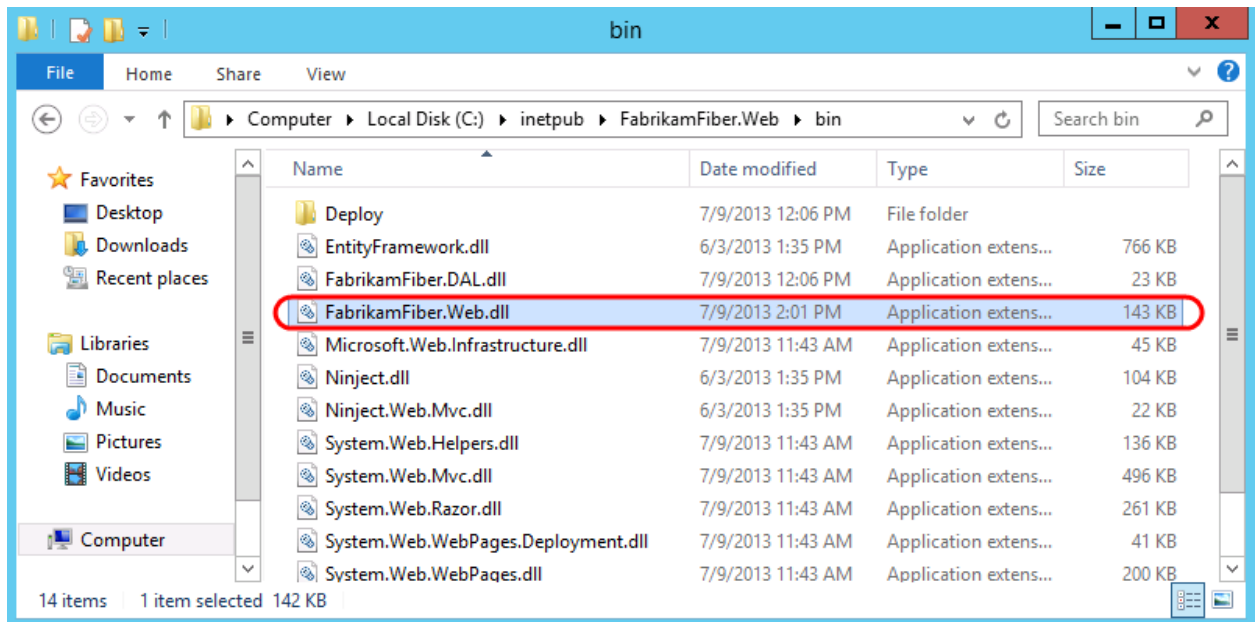 bin
File Home Share View
Computer Local Disk (C:) inetpub FabrikamFiber.Web bin Search bin
Favorites
Desktop
Downloads
Recent places
Libraries
Documents
Music
Pictures
Videos
Computer
Name Date modified Type Size
Deploy 7/9/2013 12:06 PM File folder
EntityFramework.dll 6/3/2013 1:35 PM Application extens... 766 KB
FabrikamFiber.DAL.dll 7/9/2013 12:06 PM Application extens... 23 KB
FabrikamFiber.Web.dll 7/9/2013 2:01 PM Application extens... 143 KB
Microsoft.Web.Infrastructure.dll 7/9/2013 11:43 AM Application extens... 45 KB
Ninject.dll 6/3/2013 1:35 PM Application extens... 104 KB
Ninject.Web.Mvc.dll 6/3/2013 1:35 PM Application extens... 22 KB
System.Web.Helpers.dll 7/9/2013 11:43 AM Application extens... 136 KB
System.Web.Mvc.dll 7/9/2013 11:43 AM Application extens... 496 KB
System.Web.Razor.dll 7/9/2013 11:43 AM Application extens... 261 KB
System.Web.WebPages.Deployment.dll 7/9/2013 11:43 AM Application extens... 41 KB
System.Web.WebPages.dll 7/9/2013 11:43 AM Application extens... 200 KB
14 items 1 item selected 142 KB